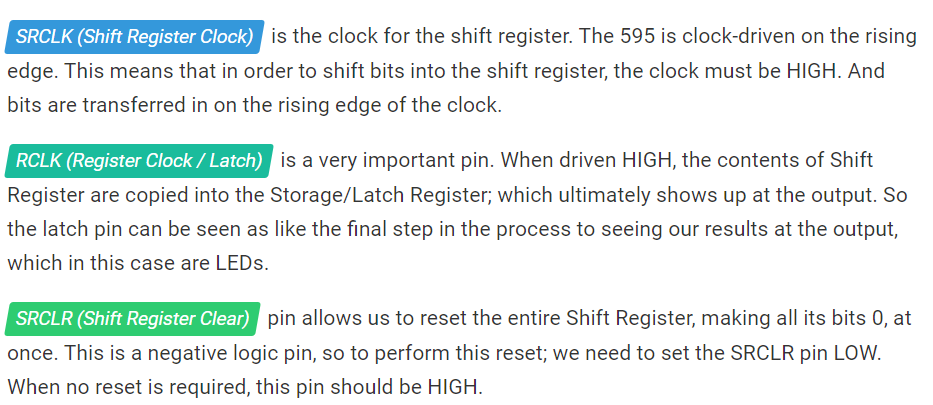 SRCLK (Shift Register Clock) is the clock for the shift register. The 595 is clock-driven on the rising
edge. This means that in order to shift bits into the shift register, the clock must be HIGH. And
bits are transferred in on the rising edge of the clock.
RCLK (Register Clock / Latch) is a very important pin. When driven HIGH, the contents of Shift
Register are copied into the Storage/Latch Register; which ultimately shows up at the output. So
the latch pin can be seen as like the final step in the process to seeing our results at the output,
which in this case are LEDs.
SRCLR (Shift Register Clear) pin allows us to reset the entire Shift Register, making all its bits 0, at
once. This is a negative logic pin, so to perform this reset; we need to set the SRCLR pin LOW.
When no reset is required, this pin should be HIGH.